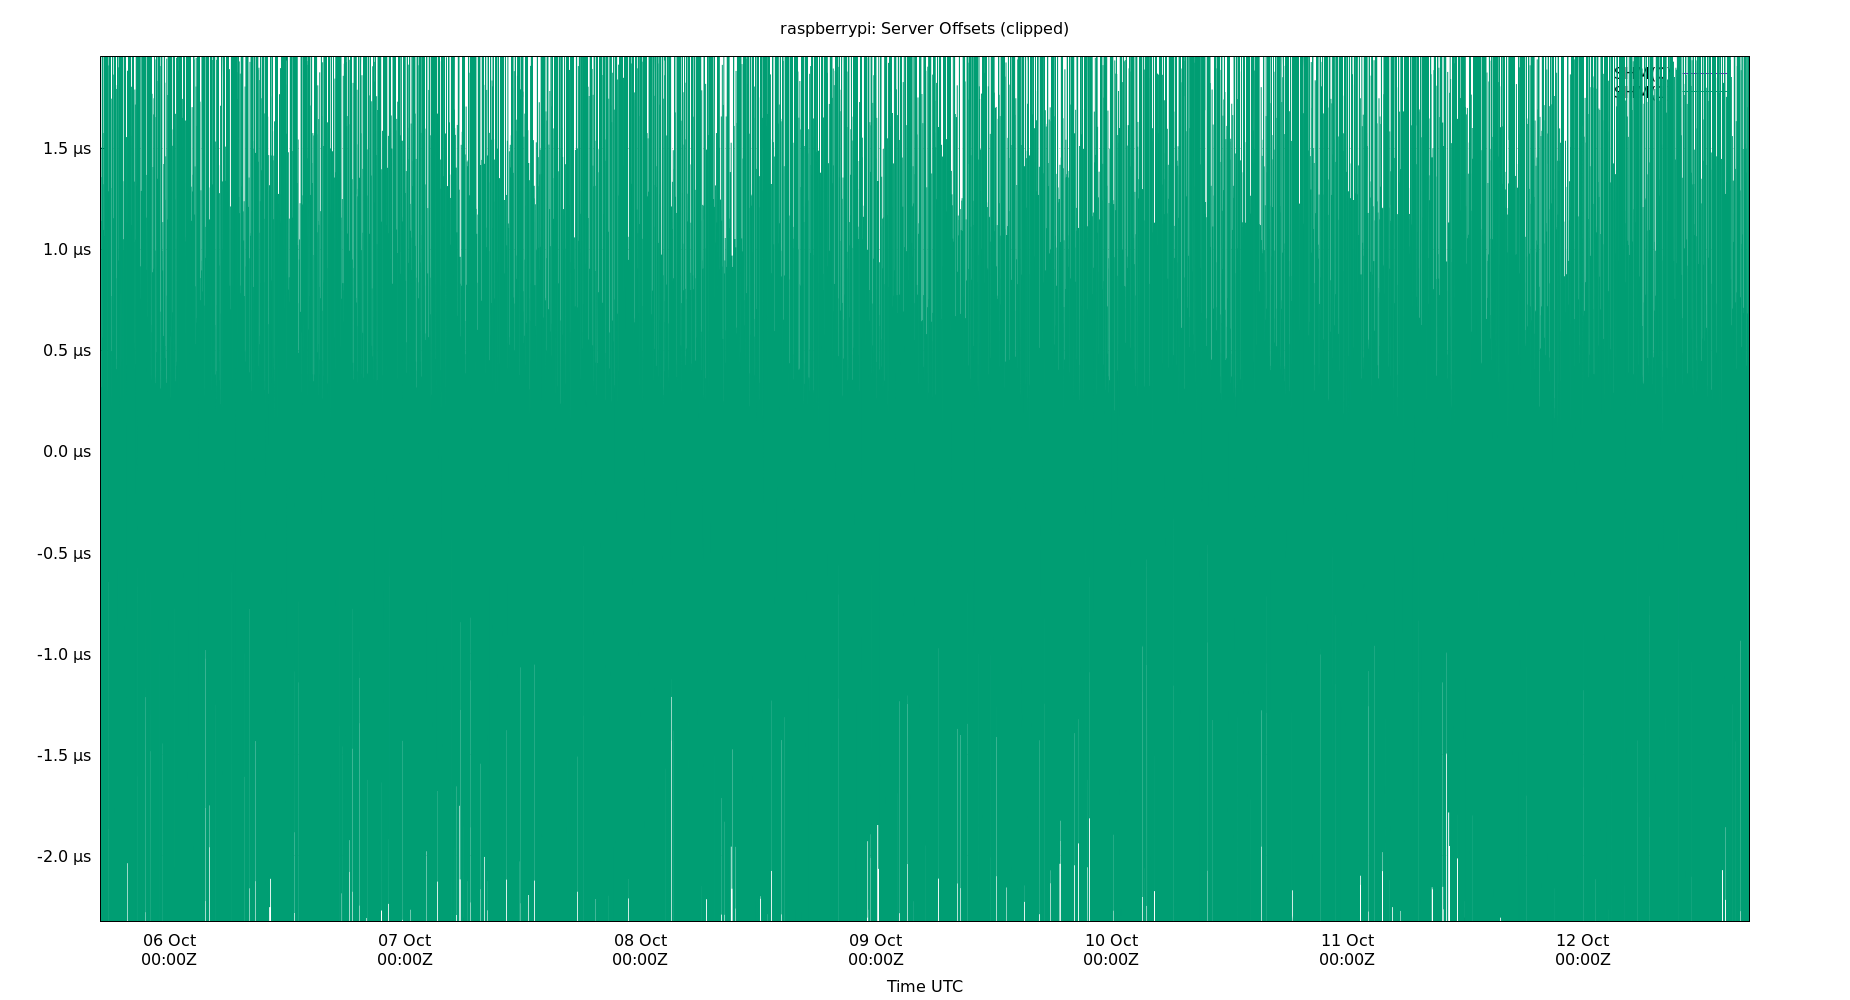 raspberrypi: Server Offsets (clipped)
1.5 µs
1.0 µs
0.5 µs
0.0 µs
-0.5 µs
-1.0 µs
-1.5 µs
-2.0 µs
06 Oct 07 Oct 08 Oct 09 Oct 10 Oct 11 Oct 12 Oct
00:00Z 00:00Z 00:00Z 00:00Z 00:00Z 00:00Z 00:00Z
Time UTC